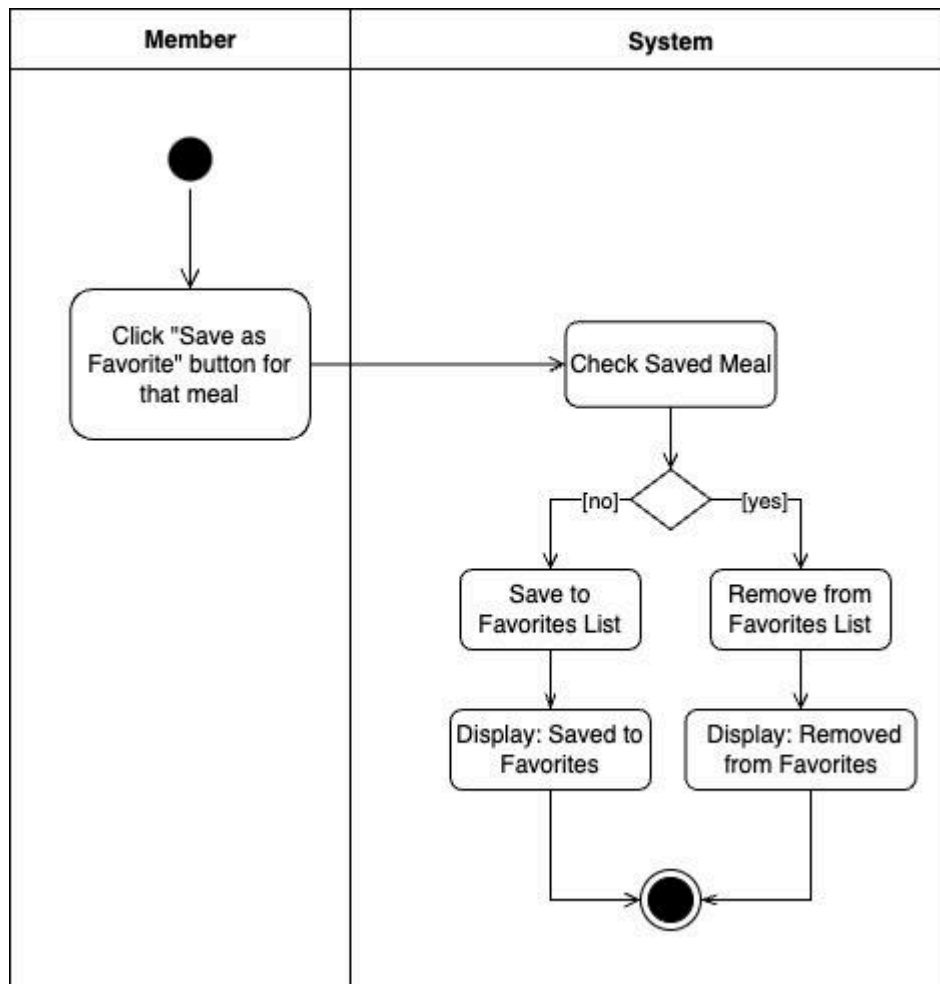 Member
System
Click "Save as
Favorite" button for
that meal
Check Saved Meal
[no]
[yes]
Save to
Favorites List
Remove from
Favorites List
Display: Saved to
Favorites
Display: Removed
from Favorites